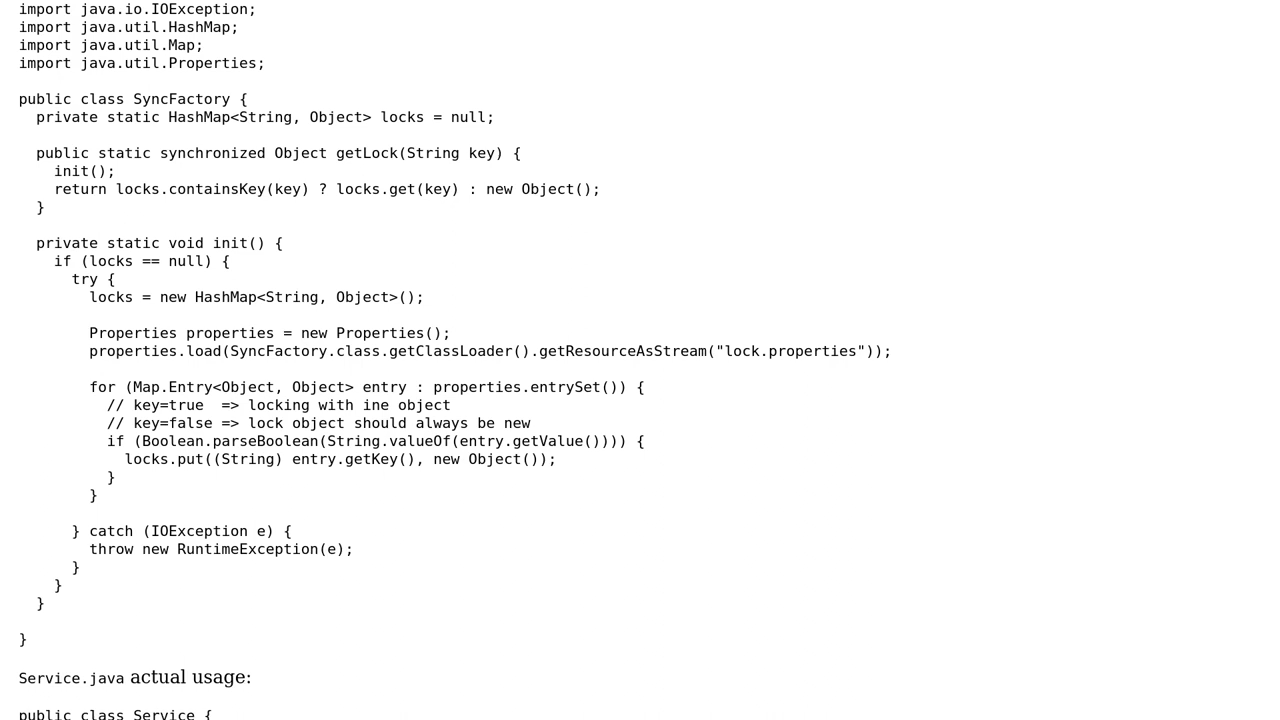 import java.io.IOException;
import java.util.HashMap;
import java.util.Map;
import java.util.Properties;

public class SyncFactory {
  private static HashMap<String, Object> locks = null;

  public static synchronized Object getLock(String key) {
    init();
    return locks.containsKey(key) ? locks.get(key) : new Object();
  }

  private static void init() {
    if (locks == null) {
      try {
        locks = new HashMap<String, Object>();

        Properties properties = new Properties();
        properties.load(SyncFactory.class.getClassLoader().getResourceAsStream("lock.properties"));

        for (Map.Entry<Object, Object> entry : properties.entrySet()) {
          // key=true  => locking with ine object
          // key=false => lock object should always be new
          if (Boolean.parseBoolean(String.valueOf(entry.getValue()))) {
            locks.put((String) entry.getKey(), new Object());
          }
        }

      } catch (IOException e) {
        throw new RuntimeException(e);
      }
    }
  }

}

Service.java actual usage:

public class Service {